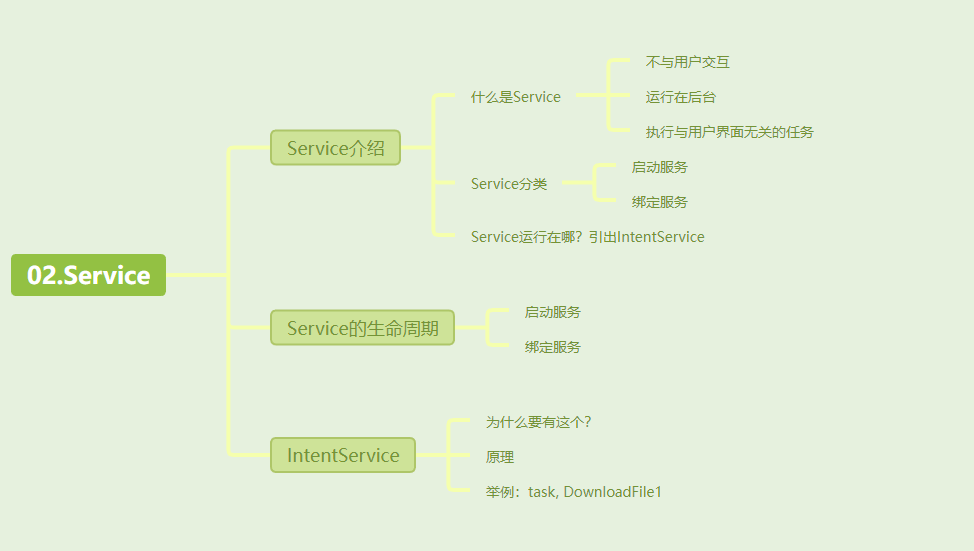 02.Service
Service介绍
什么是Service
不与用户交互
运行在后台
执行与用户界面无关的任务
Service分类
启动服务
绑定服务
Service运行在哪？引出IntentService
Service的生命周期
启动服务
绑定服务
IntentService
为什么要有这个？
原理
举例：task, DownloadFile1